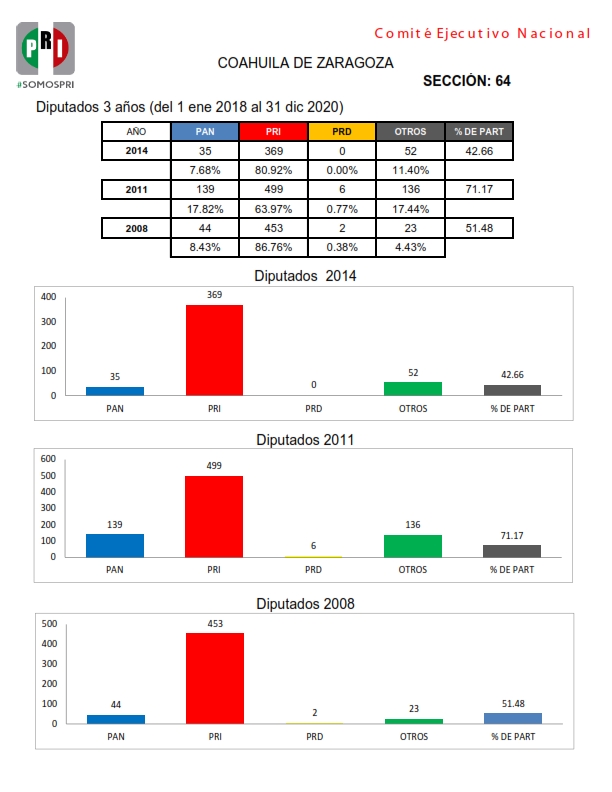 Comité Ejecutivo Nacional
PRI
#SOMOSPRI
COAHUILA DE ZARAGOZA
SECCIÓN: 64
Diputados 3 años (del 1 ene 2018 al 31 dic 2020)
AÑO PAN PRI PRD OTROS % DE PART
2014 35 369 0 52 42.66
7.68% 80.92% 0.00% 11.40%
2011 139 499 6 136 71.17
17.82% 63.97% 0.77% 17.44%
2008 44 453 2 23 51.48
8.43% 86.76% 0.38% 4.43%
Diputados 2014
400
300
200
100
0
35 369 0 52 42.66
PAN PRI PRD OTROS % DE PART
Diputados 2011
600
500
400
300
200
100
0
139 499 6 136 71.17
PAN PRI PRD OTROS % DE PART
Diputados 2008
500
400
300
200
100
0
44 453 2 23 51.48
PAN PRI PRD OTROS % DE PART